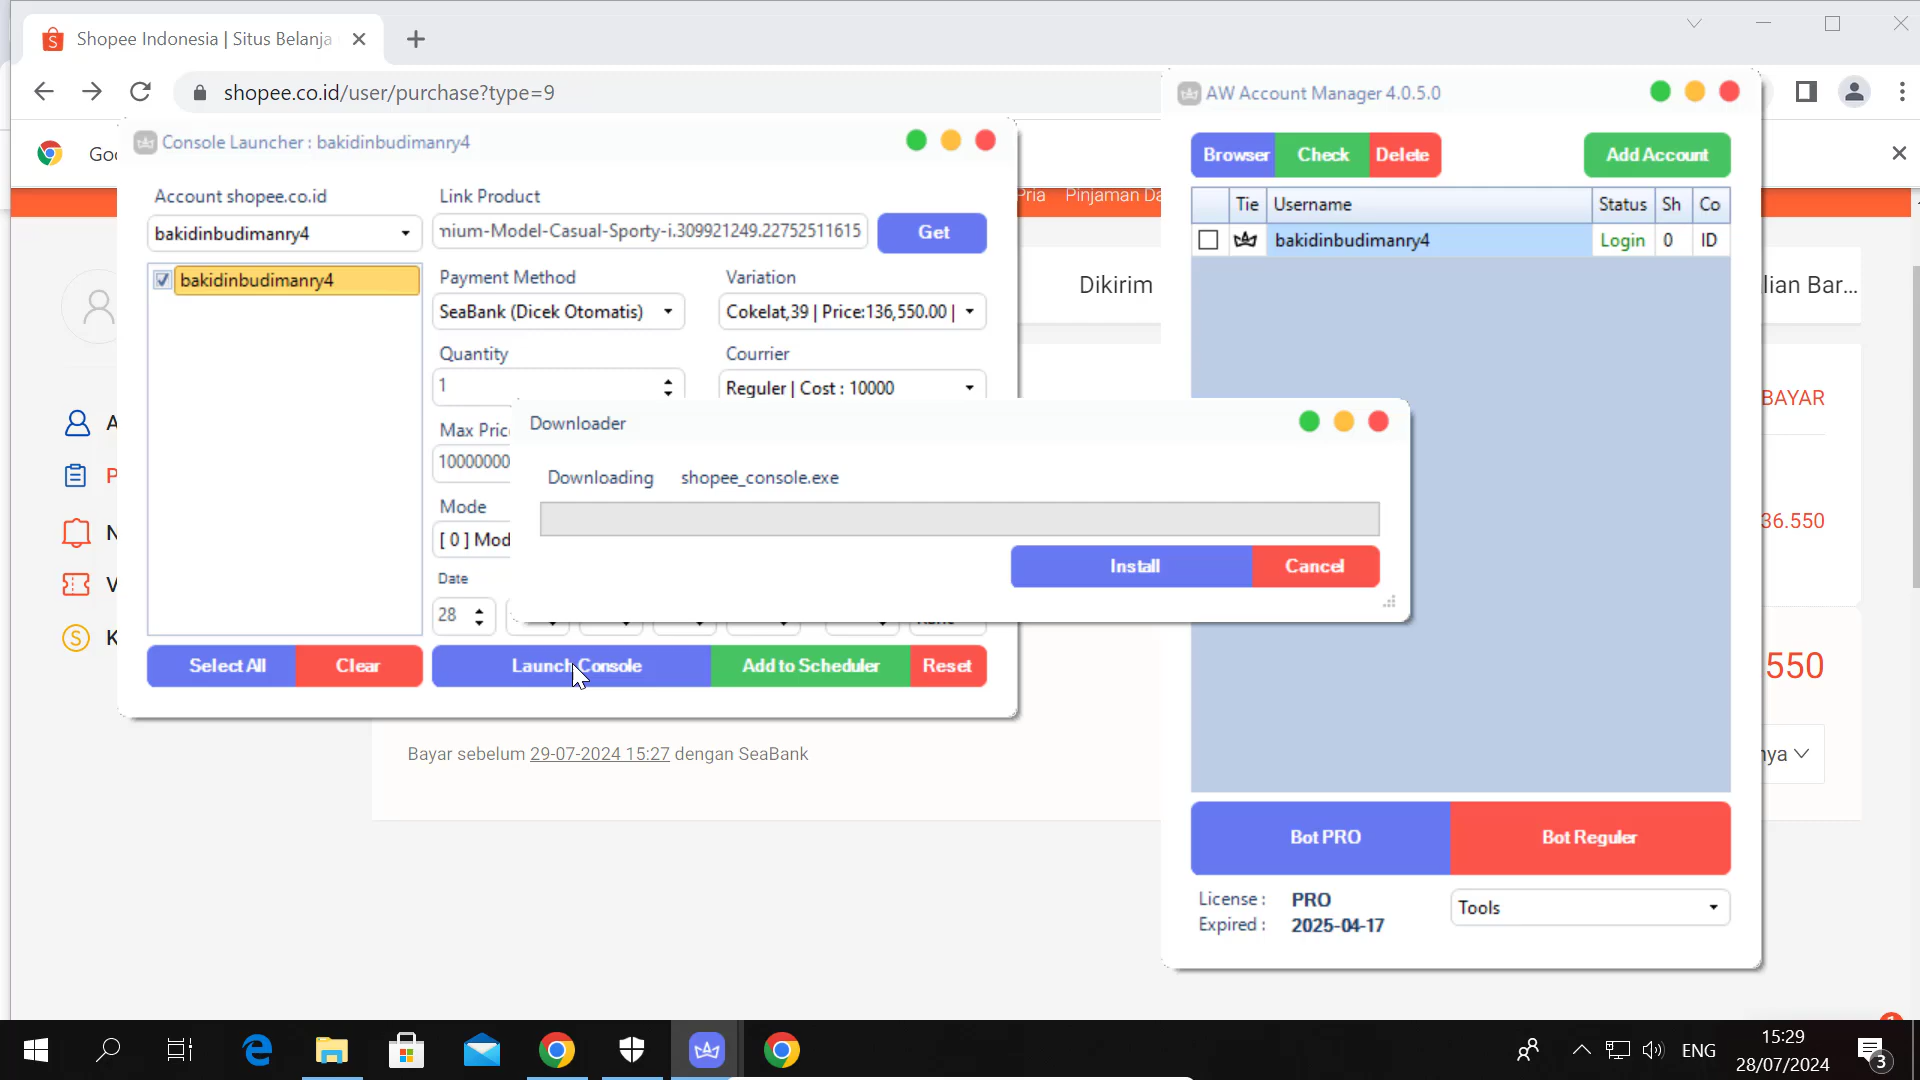 Shopee Indonesia | Situs Belanja
shopee.co.id/user/purchase?type=9
AW Account Manager 4.0.5.0
Console Launcher : bakidinbudimanry4
Browser Check Delete Add Account
Account shopee.co.id Link Product
Pria Pinjaman Da
Tie Username Status Sh Co
bakidinbudimanry4 nium-Model-Casual-Sporty-i.309921249.22752511615 Get
bakidinbudimanry4 Login 0 ID
bakidinbudimanry4 Payment Method Variation
SeaBank (Dicek Otomatis) Cokelat,39 | Price:136,550.00 |
Dikirim lian Bar...
Quantity Courrier
1 Reguler | Cost : 10000
BAYAR
Downloader
Max Pric
10000000
Downloading shopee_console.exe
Mode
[ 0 ] Mod
36.550
Install Cancel
Date
28
Select All Clear Launch Console Add to Scheduler Reset
550
Bayar sebelum 29-07-2024 15:27 dengan SeaBank
nya
Bot PRO Bot Reguler
License : PRO
Expired : 2025-04-17
Tools
ENG
15:29
28/07/2024
3